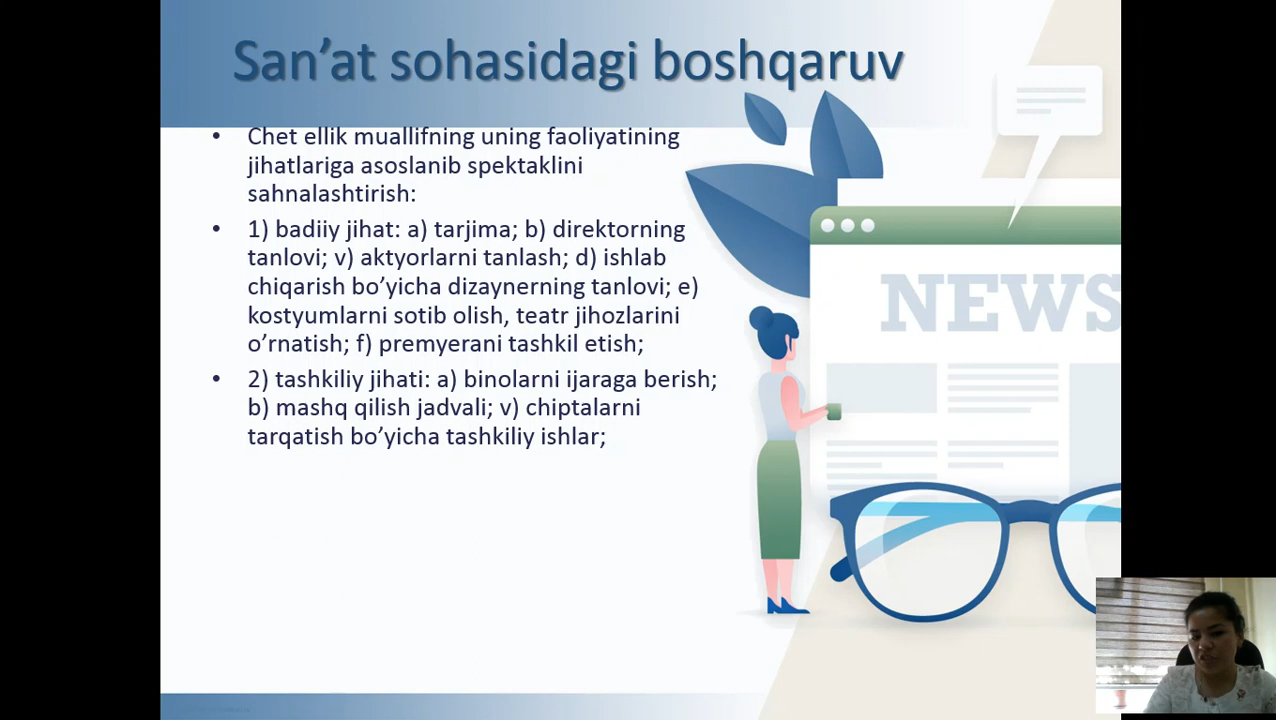 San’at sohasidagi boshqaruv
• Chet ellik muallifning uning faoliyatining
jihatlariga asoslanib spektaklini
sahnalashtirish:
• 1) badiiy jihat: a) tarjima; b) direktorning
tanlovi; v) aktyorlarni tanlash; d) ishlab
chiqarish bo’yicha dizaynerning tanlovi; e)
kostyumlarni sotib olish, teatr jihozlarini
o’rnatish; f) premyerani tashkil etish;
• 2) tashkiliy jihati: a) binolarni ijaraga berish;
b) mashq qilish jadvali; v) chiptalarni
tarqatish bo’yicha tashkiliy ishlar;
NEWS